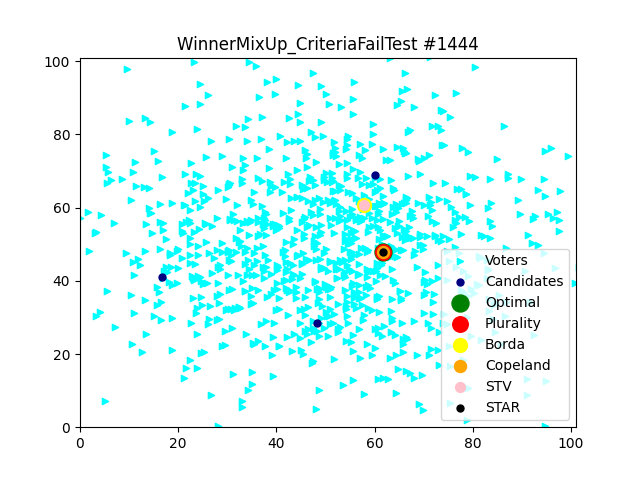 WinnerMixUp_CriteriaFailTest #1444
100
80
60
40
20
0
0
20
40
60
80
100
Voters
Candidates
Optimal
Plurality
Borda
Copeland
STV
STAR